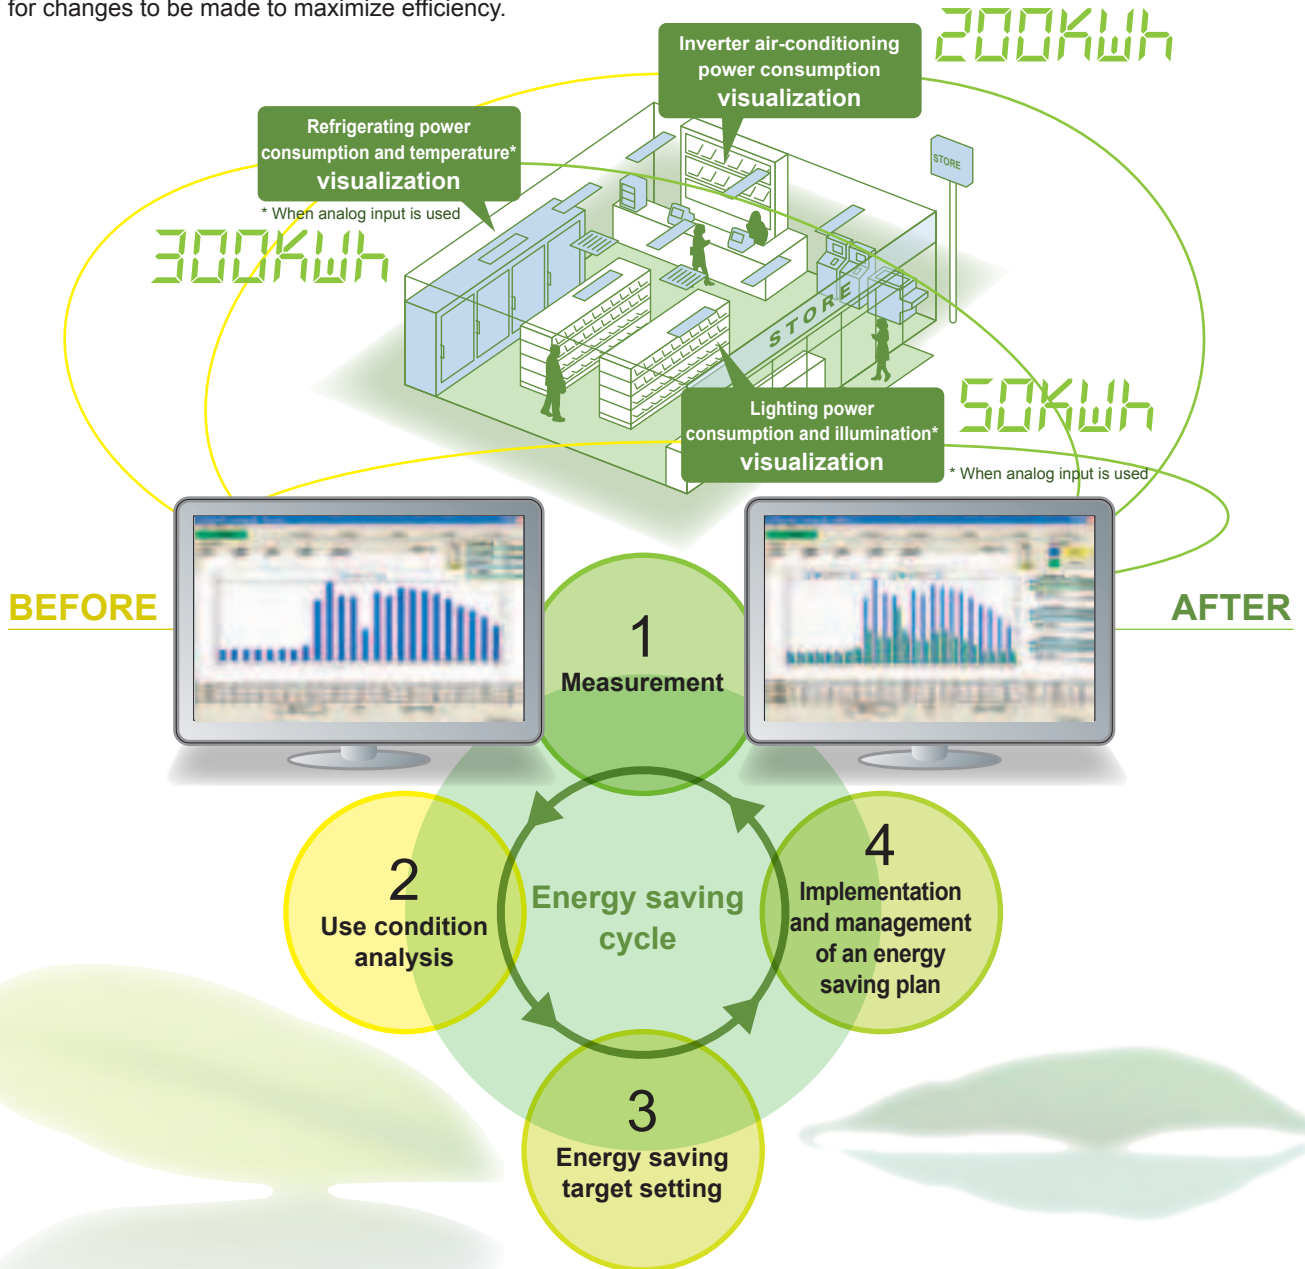 for changes to be made to maximize efficiency.
200KWh
Inverter air-conditioning
power consumption
visualization
Refrigerating power
consumption and temperature*
visualization
* When analog input is used
300KWh
STORE
STORE
Lighting power
consumption and illumination*
visualization
50KWh
* When analog input is used
BEFORE
AFTER
1
Measurement
2
Use condition
analysis
Energy saving
cycle
4
Implementation
and management
of an energy
saving plan
3
Energy saving
target setting